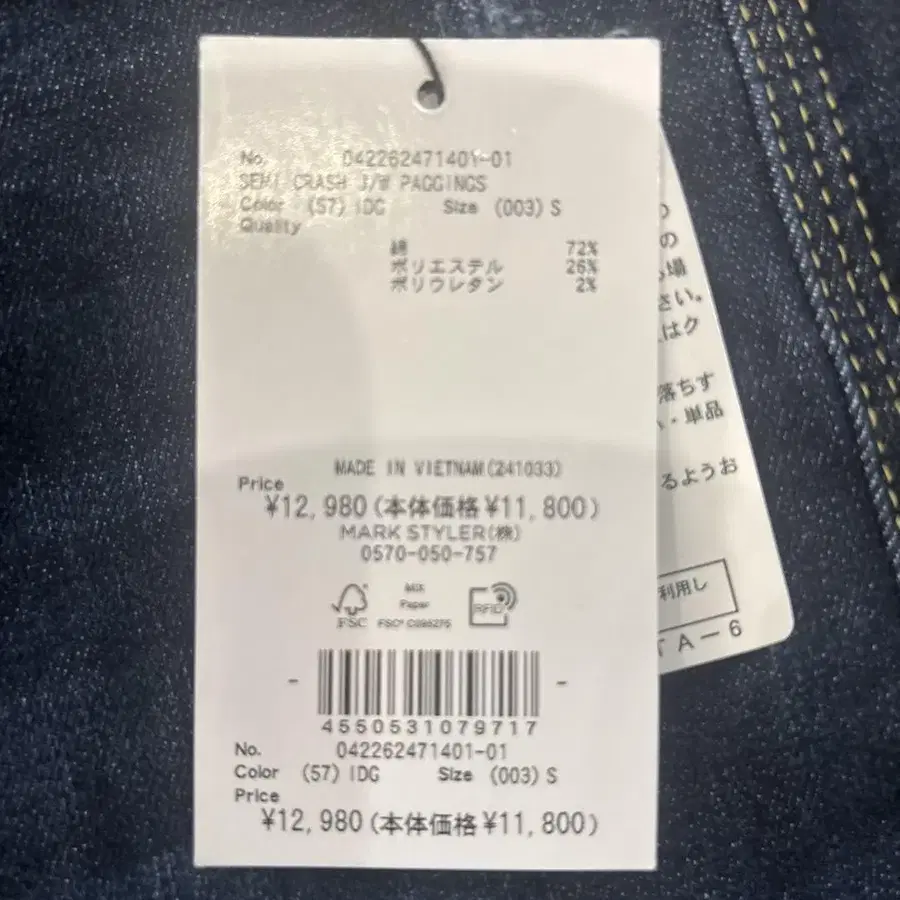 No. 042262471401-01
SEMI CRASH J/W PAGGINGS
Color (57) IDG Size (003) S
Quality
綿 72%
ポリエステル 26%
ポリウレタン 2%
MADE IN VIETNAM(241033)
Price
¥12,980(本体価格¥11,800)
MARK STYLER(株)
0570-050-757
MIX
Paper
FSC FSC® C095275
RFID
- -
4550531079717
No. 042262471401-01
Color (57) IDG Size (003) S
Price
¥12,980(本体価格¥11,800)
の
の
場
さい。
はク
落ちす
・単品
るようお
利用し
TA-6